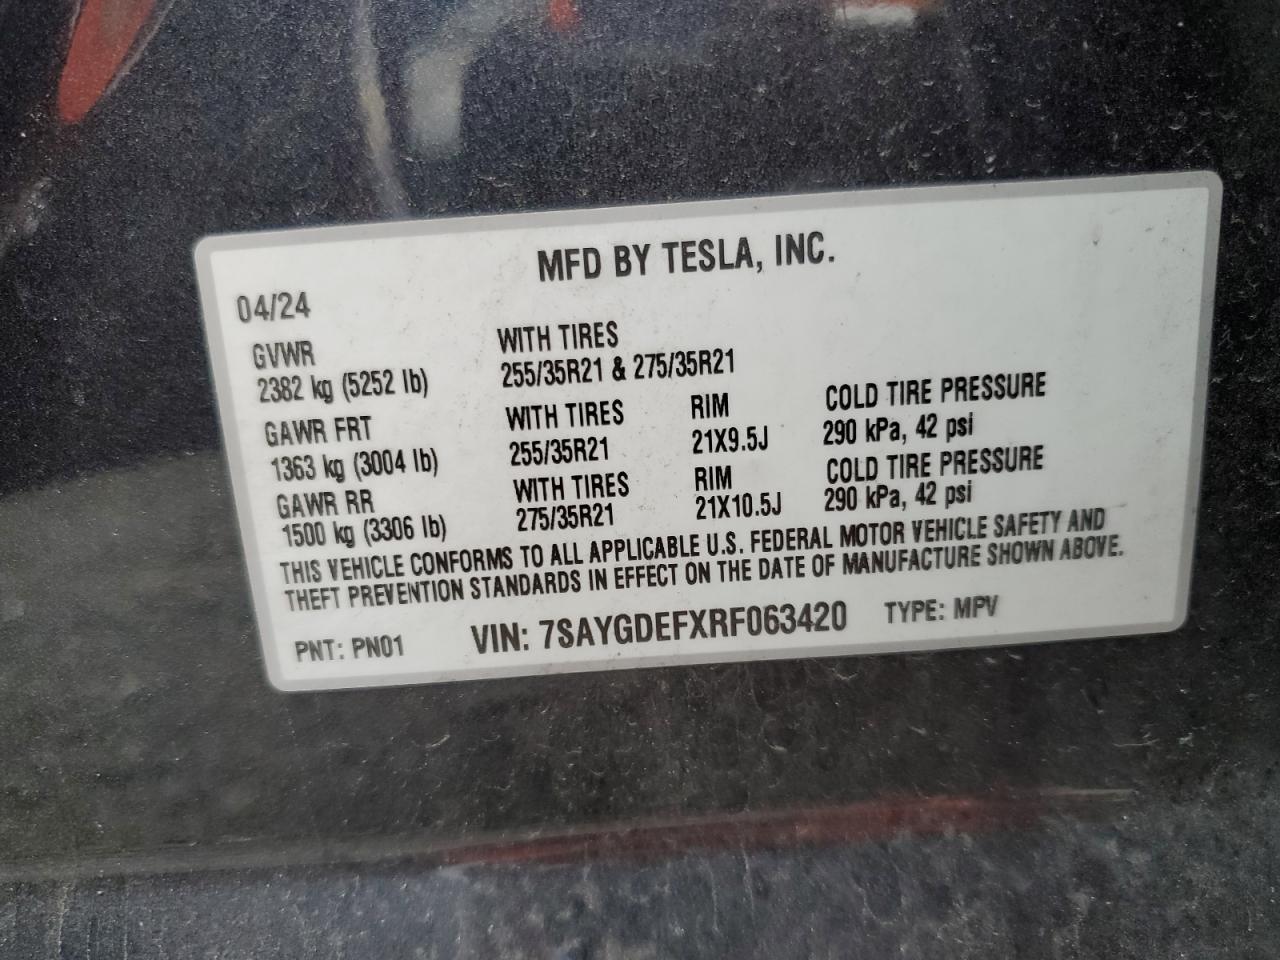 MFD BY TESLA, INC.
04/24
GVWR WITH TIRES
2382 kg (5252 lb) 255/35R21 & 275/35R21
GAWR FRT WITH TIRES RIM COLD TIRE PRESSURE
1363 kg (3004 lb) 255/35R21 21X9.5J 290 kPa, 42 psi
GAWR RR WITH TIRES RIM COLD TIRE PRESSURE
1500 kg (3306 lb) 275/35R21 21X10.5J 290 kPa, 42 psi
THIS VEHICLE CONFORMS TO ALL APPLICABLE U.S. FEDERAL MOTOR VEHICLE SAFETY AND
THEFT PREVENTION STANDARDS IN EFFECT ON THE DATE OF MANUFACTURE SHOWN ABOVE.
PNT: PN01 VIN: 7SAYGDEFXRF063420 TYPE: MPV